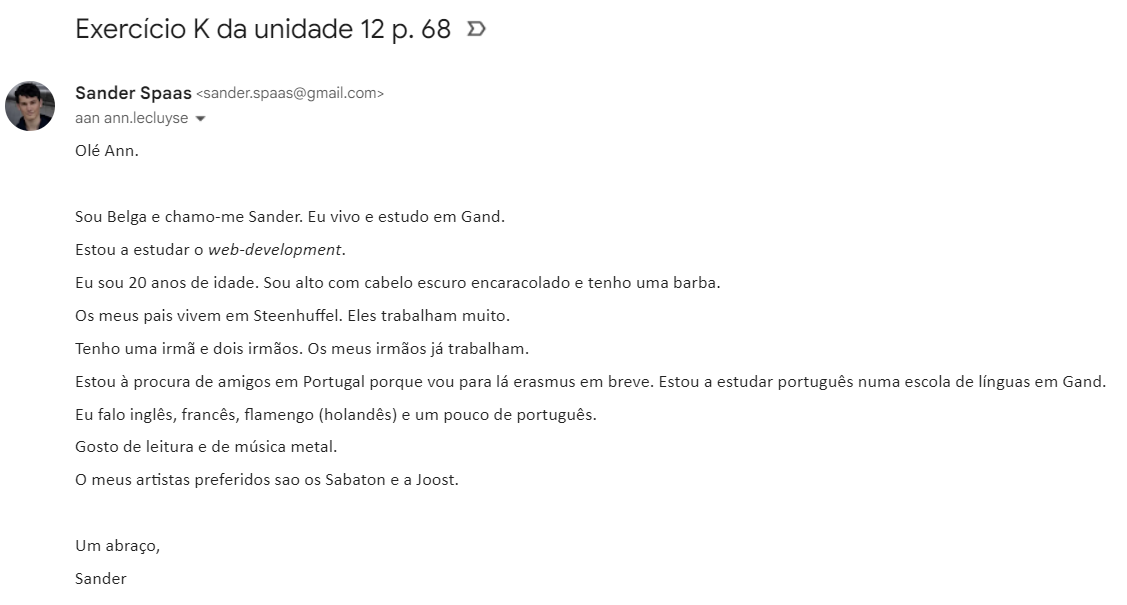 Exercício K da unidade 12 p. 68
Sander Spaas <sander.spaas@gmail.com>
aan ann.lecluyse
Olé Ann.
Sou Belga e chamo-me Sander. Eu vivo e estudo em Gand.
Estou a estudar o web-development.
Eu sou 20 anos de idade. Sou alto com cabelo escuro encaracolado e tenho uma barba.
Os meus pais vivem em Steenhuffel. Eles trabalham muito.
Tenho uma irmã e dois irmãos. Os meus irmãos já trabalham.
Estou à procura de amigos em Portugal porque vou para lá erasmus em breve. Estou a estudar português numa escola de línguas em Gand.
Eu falo inglês, francês, flamengo (holandês) e um pouco de português.
Gosto de leitura e de música metal.
O meus artistas preferidos sao os Sabaton e a Joost.
Um abraço,
Sander